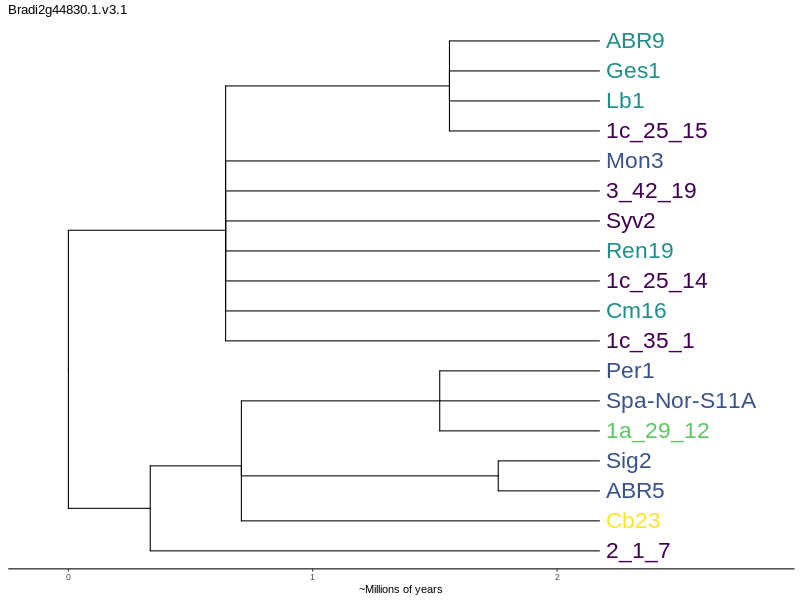 Bradi2g44830.1.v3.1
ABR9
Ges1
Lb1
1c_25_15
Mon3
3_42_19
Syv2
Ren19
1c_25_14
Cm16
1c_35_1
Per1
Spa-Nor-S11A
1a_29_12
Sig2
ABR5
Cb23
2_1_7
0 1 2
~Millions of years